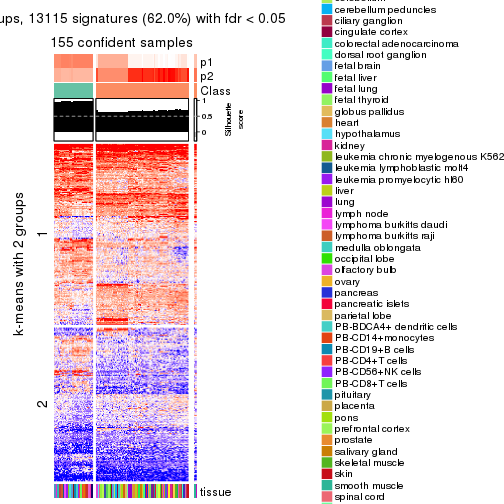 ups, 13115 signatures (62.0%) with fdr < 0.05
155 confident samples
p1
p2
Class
1
0.5
0
Silhouette
score
k-means with 2 groups
1
2
tissue
cerebellum peduncles
ciliary ganglion
cingulate cortex
colorectal adenocarcinoma
dorsal root ganglion
fetal brain
fetal liver
fetal lung
fetal thyroid
globus pallidus
heart
hypothalamus
kidney
leukemia chronic myelogenous K562
leukemia lymphoblastic molt4
leukemia promyelocytic hl60
liver
lung
lymph node
lymphoma burkitts daudi
lymphoma burkitts raji
medulla oblongata
occipital lobe
olfactory bulb
ovary
pancreas
pancreatic islets
parietal lobe
PB-BDCA4+ dendritic cells
PB-CD14+monocytes
PB-CD19+B cells
PB-CD4+T cells
PB-CD56+NK cells
PB-CD8+T cells
pituitary
placenta
pons
prefrontal cortex
prostate
salivary gland
skeletal muscle
skin
smooth muscle
spinal cord